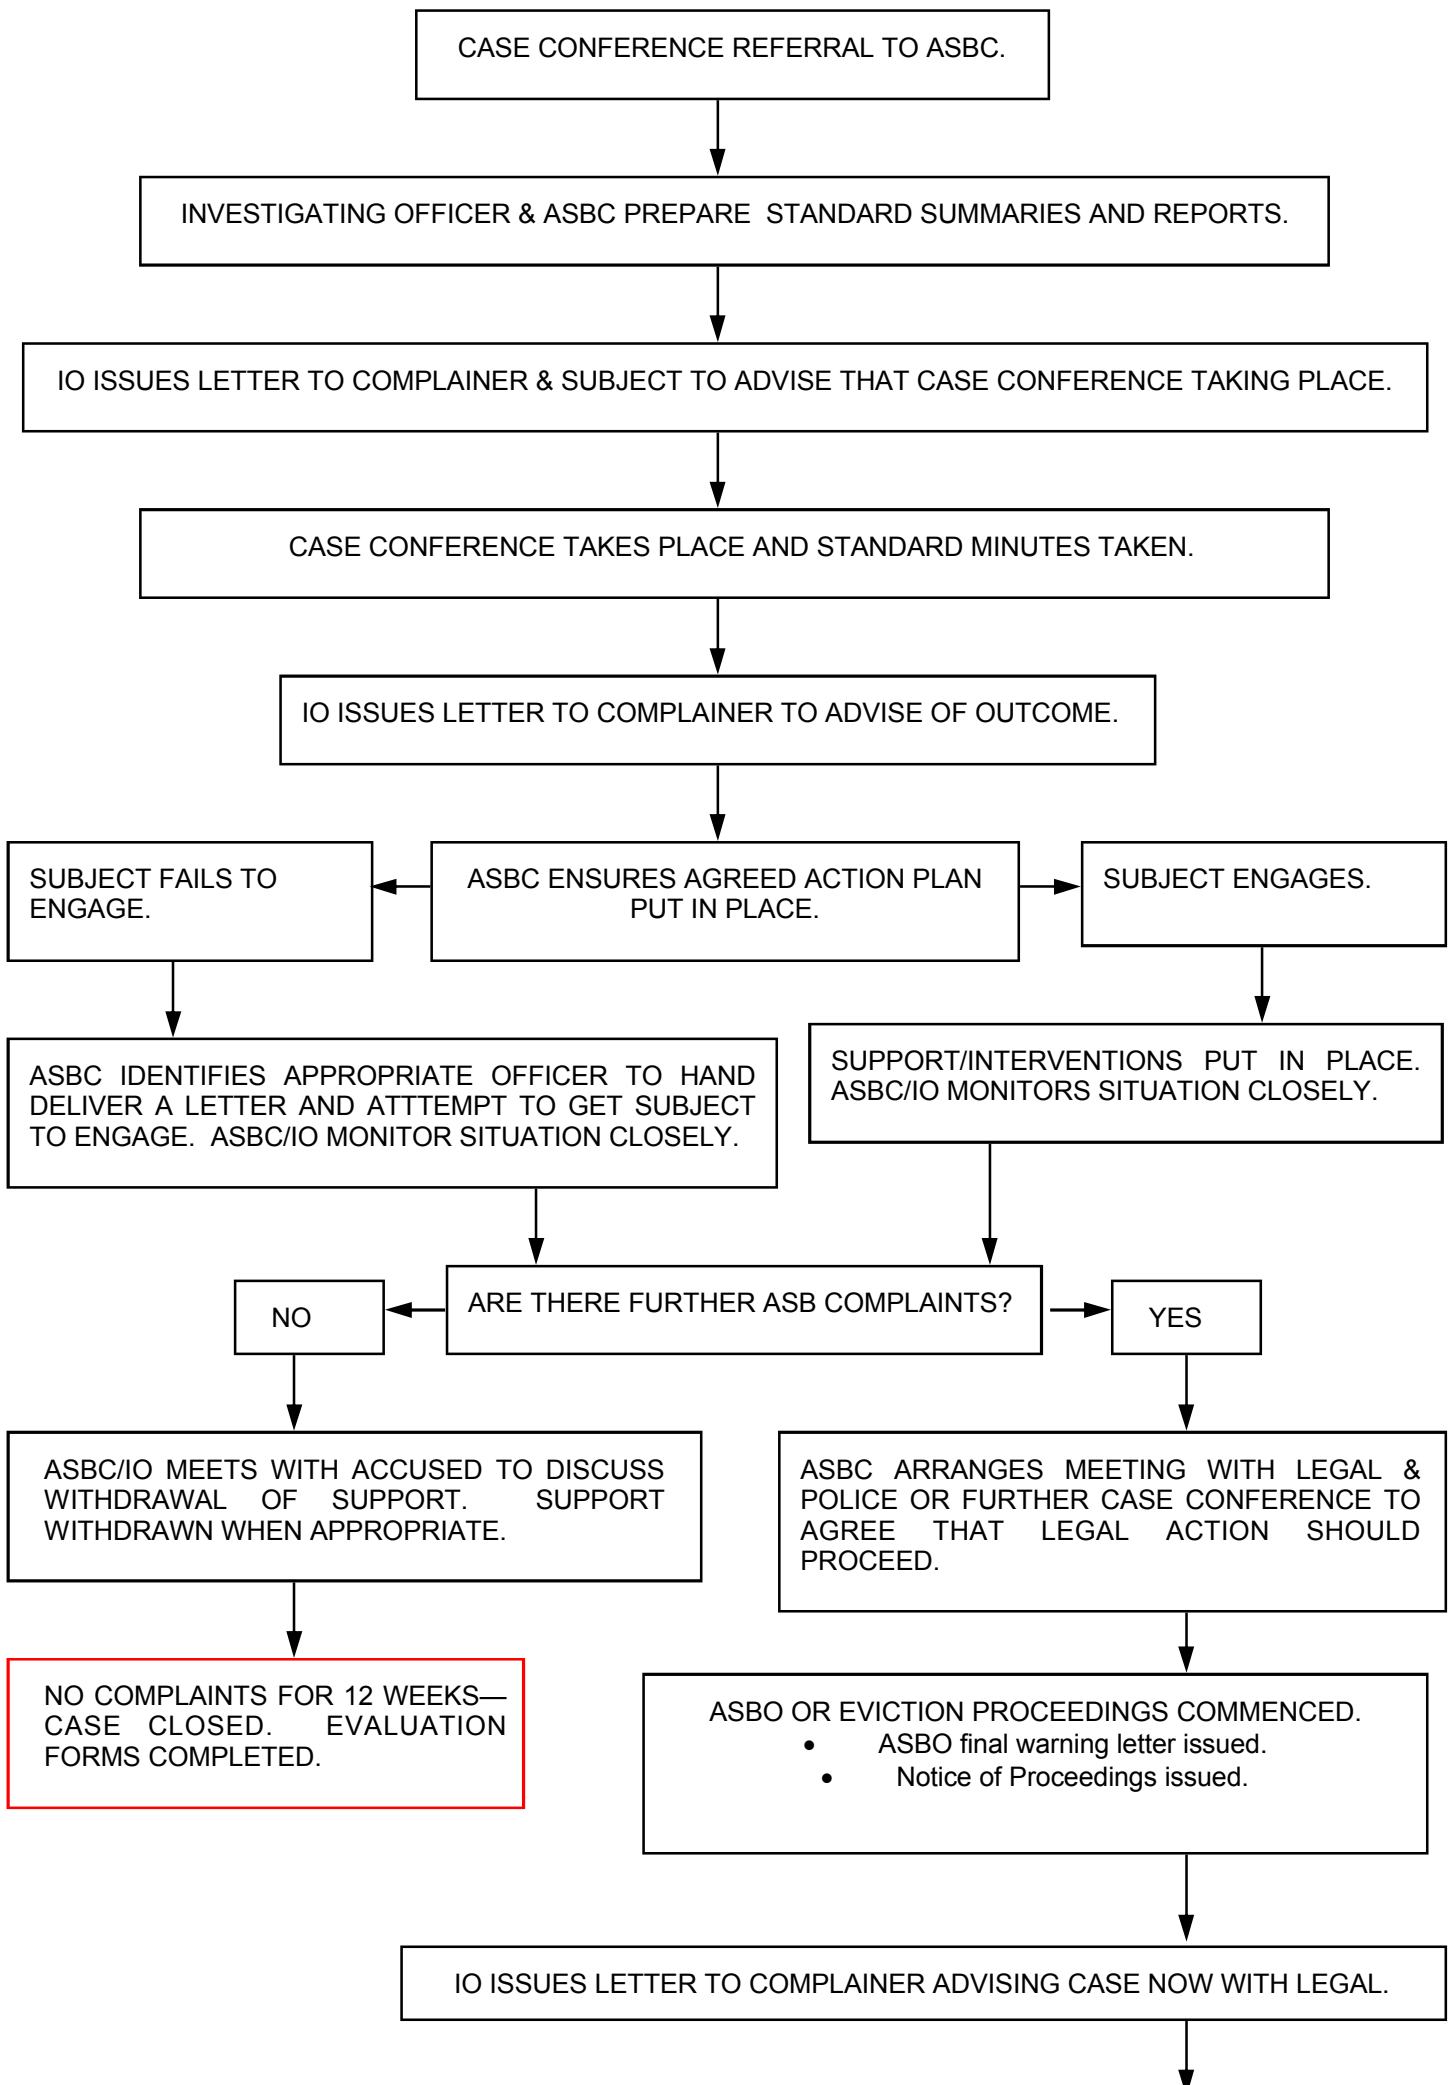 CASE CONFERENCE REFERRAL TO ASBC.
INVESTIGATING OFFICER & ASBC PREPARE STANDARD SUMMARIES AND REPORTS.
IO ISSUES LETTER TO COMPLAINER & SUBJECT TO ADVISE THAT CASE CONFERENCE TAKING PLACE.
CASE CONFERENCE TAKES PLACE AND STANDARD MINUTES TAKEN.
IO ISSUES LETTER TO COMPLAINER TO ADVISE OF OUTCOME.
SUBJECT FAILS TO
ENGAGE.
ASBC ENSURES AGREED ACTION PLAN
PUT IN PLACE.
SUBJECT ENGAGES.
ASBC IDENTIFIES APPROPRIATE OFFICER TO HAND
DELIVER A LETTER AND ATTTEMPT TO GET SUBJECT
TO ENGAGE. ASBC/IO MONITOR SITUATION CLOSELY.
SUPPORT/INTERVENTIONS PUT IN PLACE.
ASBC/IO MONITORS SITUATION CLOSELY.
NO
ARE THERE FURTHER ASB COMPLAINTS?
YES
ASBC/IO MEETS WITH ACCUSED TO DISCUSS
WITHDRAWAL OF SUPPORT. SUPPORT
WITHDRAWN WHEN APPROPRIATE.
ASBC ARRANGES MEETING WITH LEGAL &
POLICE OR FURTHER CASE CONFERENCE TO
AGREE THAT LEGAL ACTION SHOULD
PROCEED.
NO COMPLAINTS FOR 12 WEEKS—
CASE CLOSED. EVALUATION
FORMS COMPLETED.
ASBO OR EVICTION PROCEEDINGS COMMENCED.
• ASBO final warning letter issued.
• Notice of Proceedings issued.
IO ISSUES LETTER TO COMPLAINER ADVISING CASE NOW WITH LEGAL.